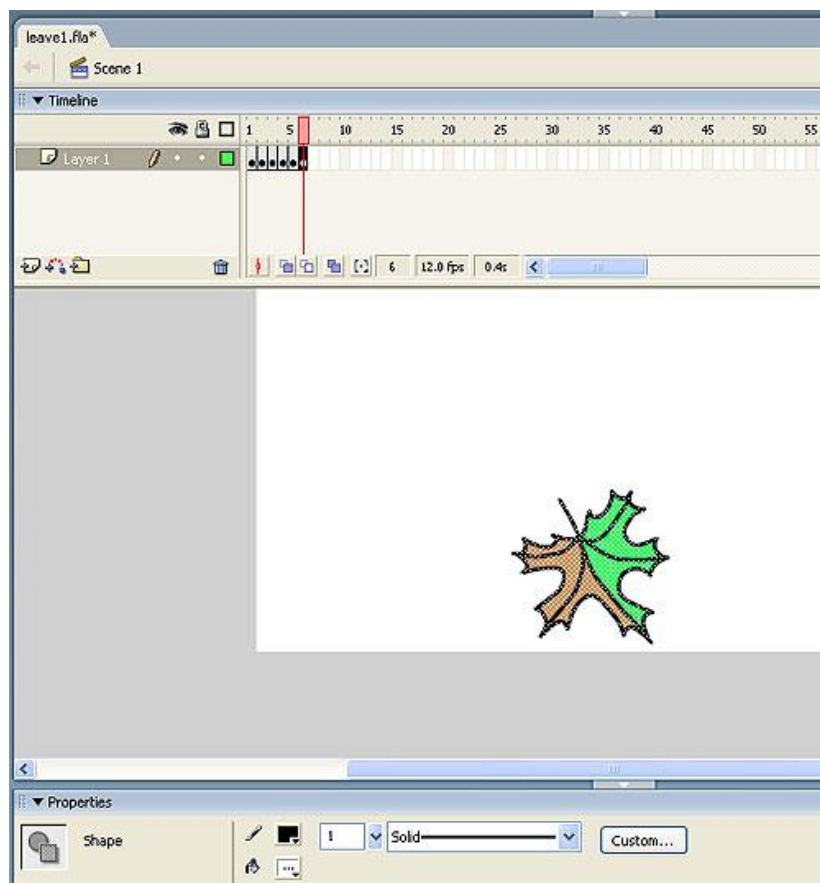 leave1.fla*
Scene 1
Timeline
1 5 10 15 20 25 30 35 40 45 50 55
Layer 1
6 12.0 fps 0.4s
Properties
Shape 1 Solid Custom...